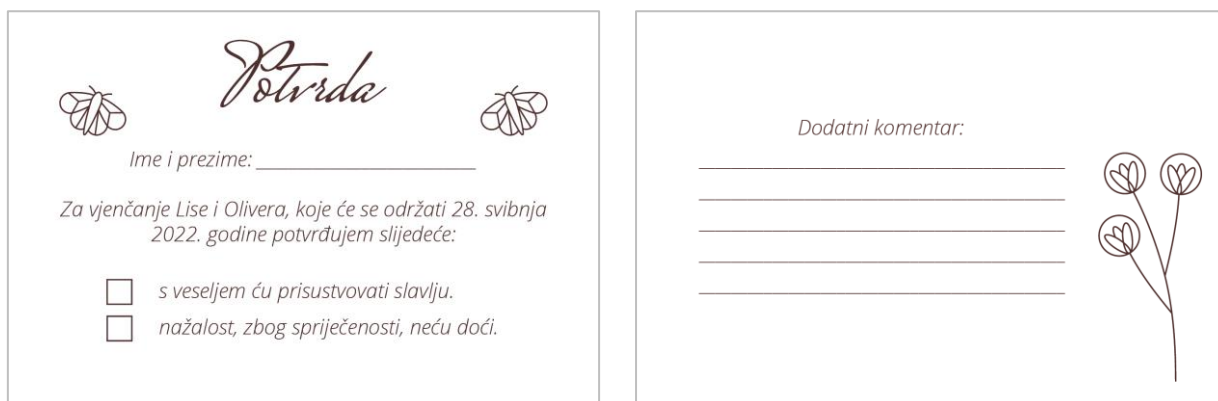 Potvrda
Ime i prezime: ____________________
Za vjenčanje Lise i Olivera, koje će se održati 28. svibnja
2022. godine potvrđujem slijedeće:
s veseljem ću prisustvovati slavlju.
nažalost, zbog spriječenosti, neću doći.
Dodatni komentar: